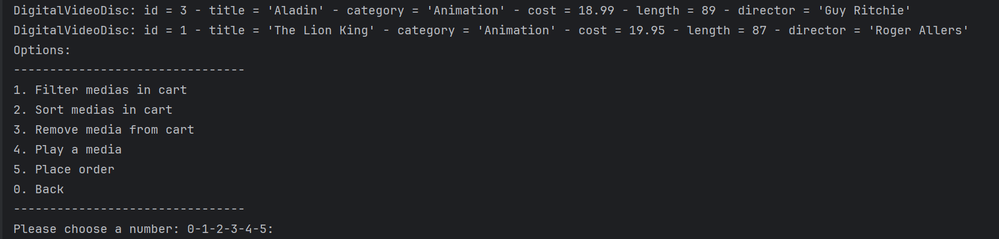 DigitalVideoDisc: id = 3 - title = 'Aladin' - category = 'Animation' - cost = 18.99 - length = 89 - director = 'Guy Ritchie'
DigitalVideoDisc: id = 1 - title = 'The Lion King' - category = 'Animation' - cost = 19.95 - length = 87 - director = 'Roger Allers'
Options:
--------------------------------
1. Filter medias in cart
2. Sort medias in cart
3. Remove media from cart
4. Play a media
5. Place order
0. Back
--------------------------------
Please choose a number: 0-1-2-3-4-5: